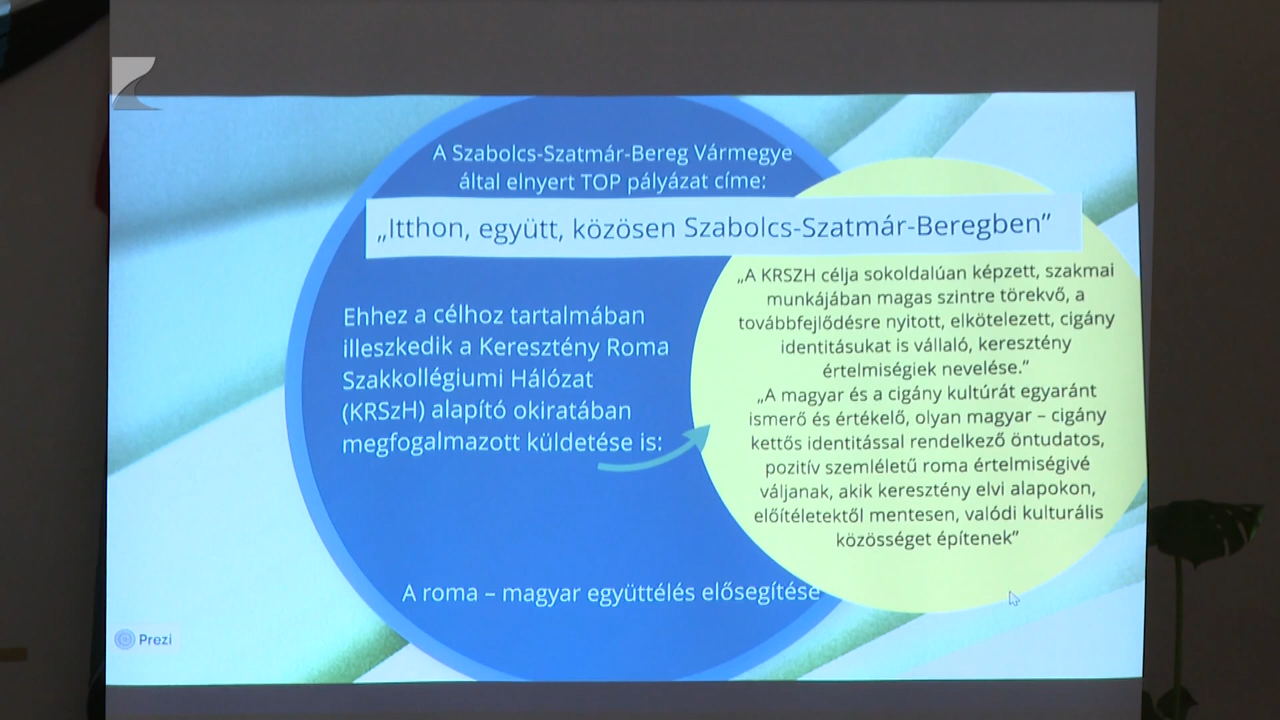 A Szabolcs-Szatmár-Bereg Vármegye
által elnyert TOP pályázat címe:
„Itthon, együtt, közösen Szabolcs-Szatmár-Beregben”
Ehhez a célhoz tartalmában
illeszkedik a Keresztény Roma
Szakkollégiumi Hálózat
(KRSzH) alapító okiratában
megfogalmazott küldetése is:
„A KRSZH célja sokoldalúan képzett, szakmai
munkájában magas szintre törekvő, a
továbbfejlődésre nyitott, elkötelezett, cigány
identitásukat is vállaló, keresztény
értelmiségiek nevelése.”
„A magyar és a cigány kultúrát egyaránt
ismerő és értékelő, olyan magyar – cigány
kettős identitással rendelkező öntudatos,
pozitív szemléletű roma értelmiségivé
váljanak, akik keresztény elvi alapokon,
előítéletektől mentesen, valódi kulturális
közösséget építenek”
A roma – magyar együttélés elősegítése
Prezi